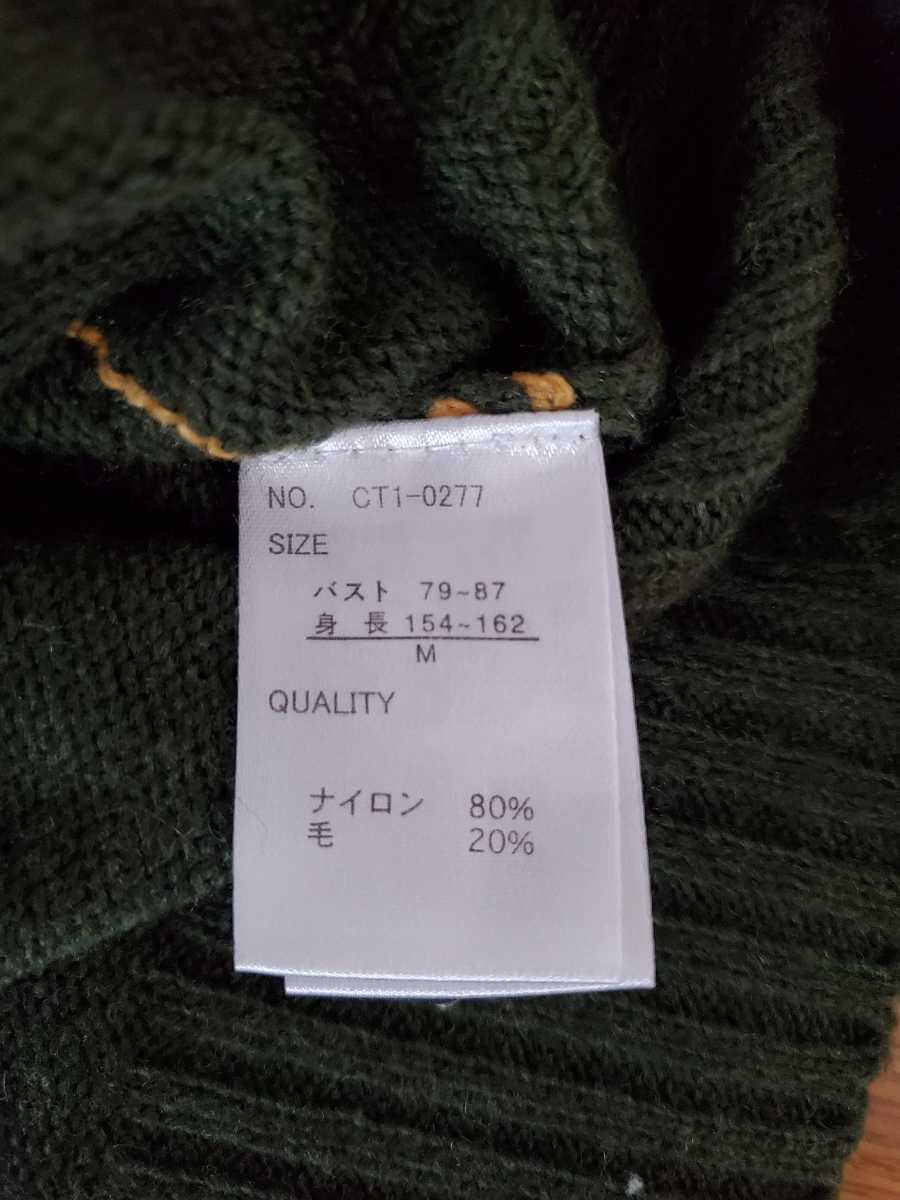 NO. CT1-0277
SIZE
バスト 79~87
身 長 154~162
M
QUALITY
ナイロン 80%
毛 20%